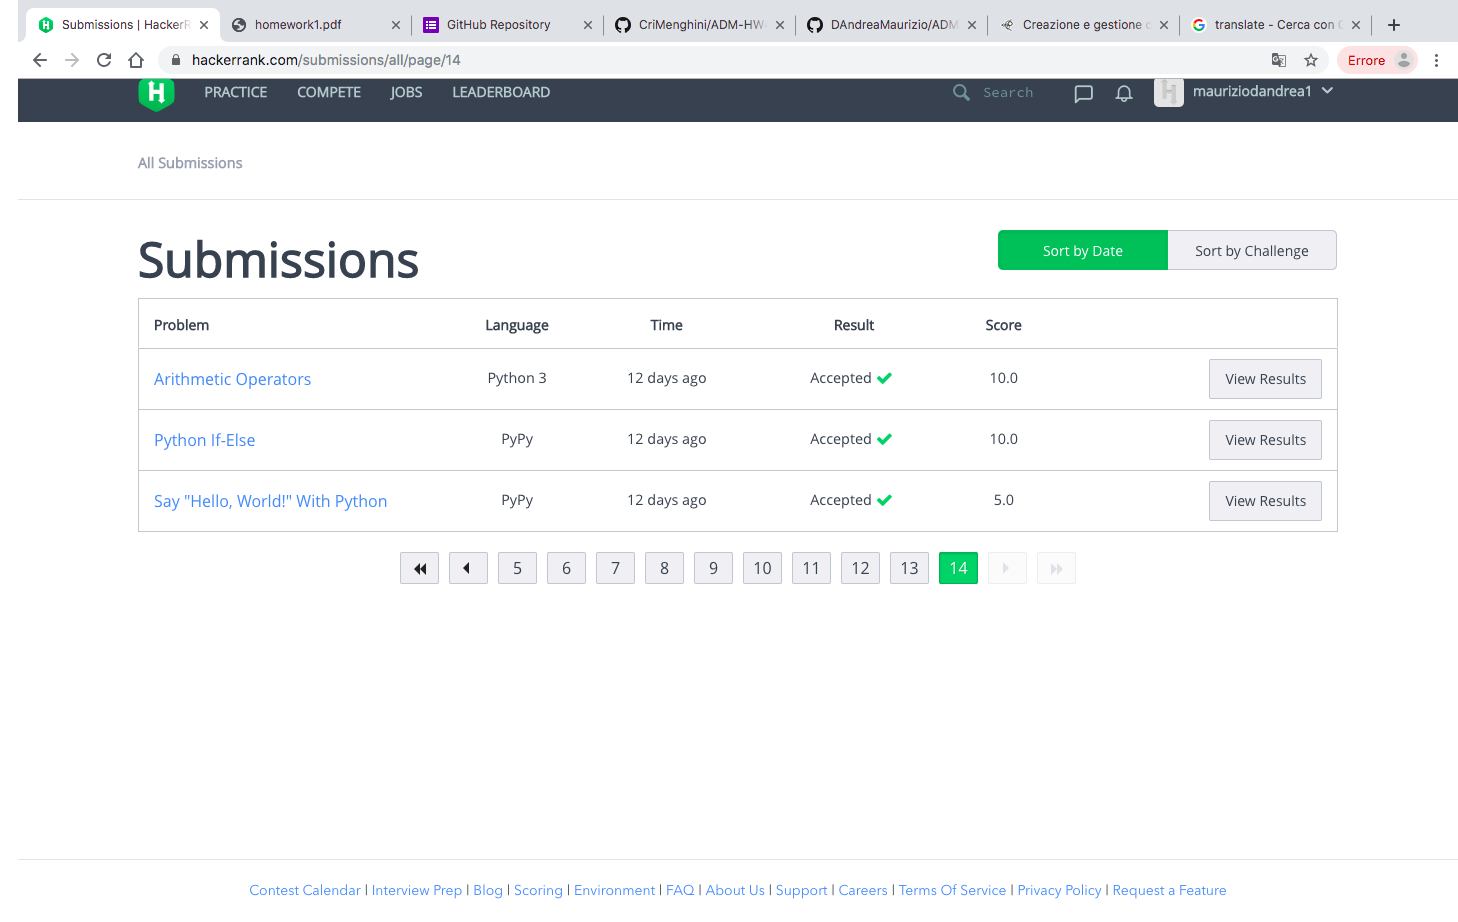 Submissions | HackerR
homework1.pdf
GitHub Repository
CriMenghini/ADM-HW
DAndreaMaurizio/ADM
Creazione e gestione
translate - Cerca con
hackerrank.com/submissions/all/page/14
Errore
H
PRACTICE
COMPETE
JOBS
LEADERBOARD
Search
mauriziodandrea1
All Submissions
Submissions
Sort by Date
Sort by Challenge
Problem Language Time Result Score
Arithmetic Operators Python 3 12 days ago Accepted 10.0 View Results
Python If-Else PyPy 12 days ago Accepted 10.0 View Results
Say "Hello, World!" With Python PyPy 12 days ago Accepted 5.0 View Results
5 6 7 8 9 10 11 12 13 14
Contest Calendar | Interview Prep | Blog | Scoring | Environment | FAQ | About Us | Support | Careers | Terms Of Service | Privacy Policy | Request a Feature